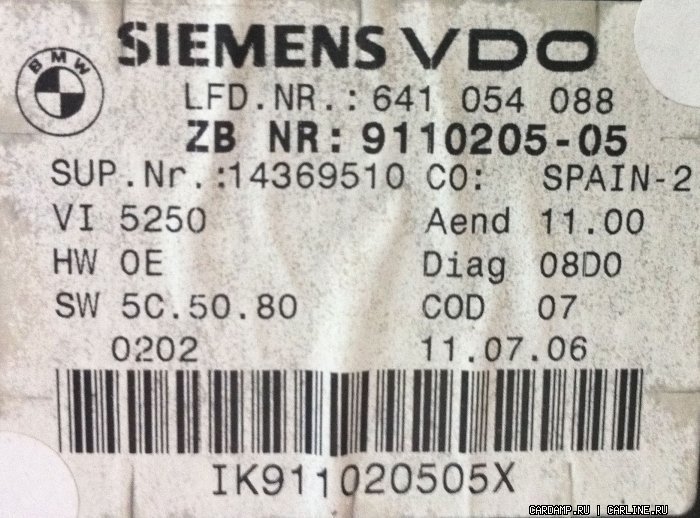 SIEMENS VDO
BMW
LFD.NR.: 641 054 088
ZB NR: 9110205-05
SUP.Nr.:14369510 CO: SPAIN-2
VI 5250 Aend 11.00
HW 0E Diag 08D0
SW 5C.50.80 COD 07
0202 11.07.06
IK911020505X
CARDAMP.RU | CARLINE.RU